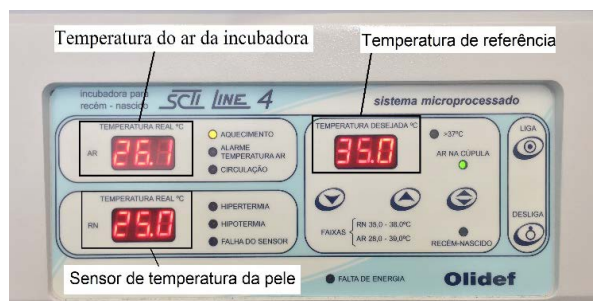 Temperatura do ar da incubadora
Temperatura de referência
incubadora para
recém - nascido
SCTI LINE 4
sistema microprocessado
TEMPERATURA REAL ºC
AR
26.1
AQUECIMENTO
ALARME
TEMPERATURA AR
CIRCULAÇÃO
TEMPERATURA DESEJADA ºC
35.0
>37ºC
AR NA CÚPULA
LIGA
TEMPERATURA REAL ºC
RN
25.0
HIPERTERMIA
HIPOTERMIA
FALHA DO SENSOR
FAIXAS
RN 35,0 - 38,0ºC
AR 28,0 - 39,0ºC
RECÉM-NASCIDO
DESLIGA
Sensor de temperatura da pele
FALTA DE ENERGIA
Olidef